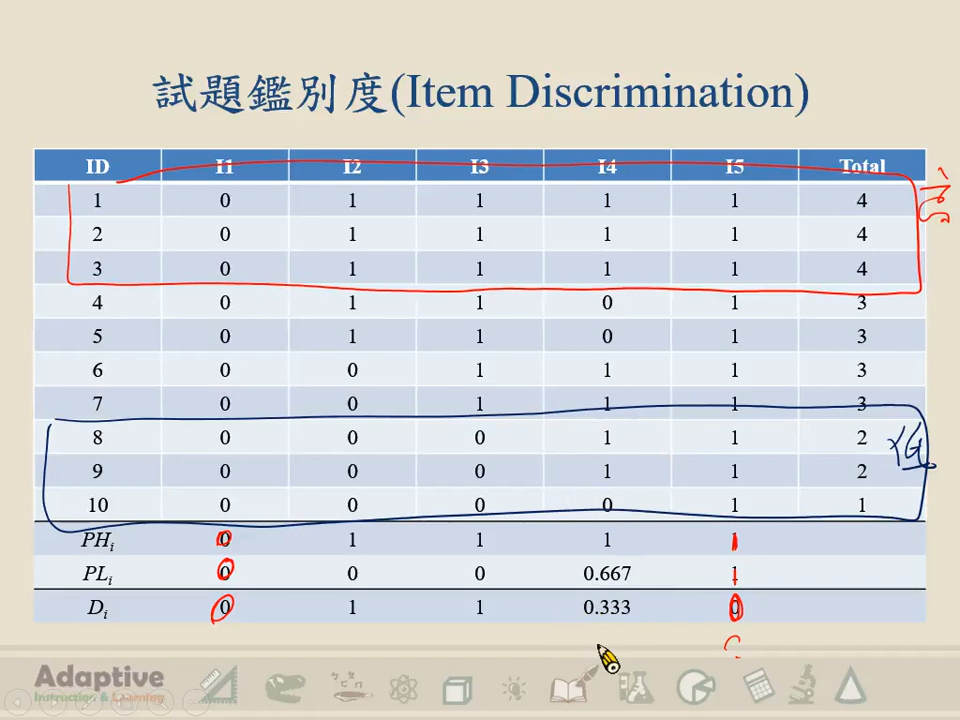 試題鑑別度(Item Discrimination)
ID I1 I2 I3 I4 I5 Total
1 0 1 1 1 1 4
2 0 1 1 1 1 4
3 0 1 1 1 1 4
高
4 0 1 1 0 1 3
5 0 1 1 0 1 3
6 0 0 1 1 1 3
7 0 0 1 1 1 3
8 0 0 0 1 1 2
低
9 0 0 0 1 1 2
10 0 0 0 0 1 1
PHi 0 1 1 1 1
PLi 0 0 0 0.667 1
Di 0 1 1 0.333 0
Adaptive
Instruction & Learning